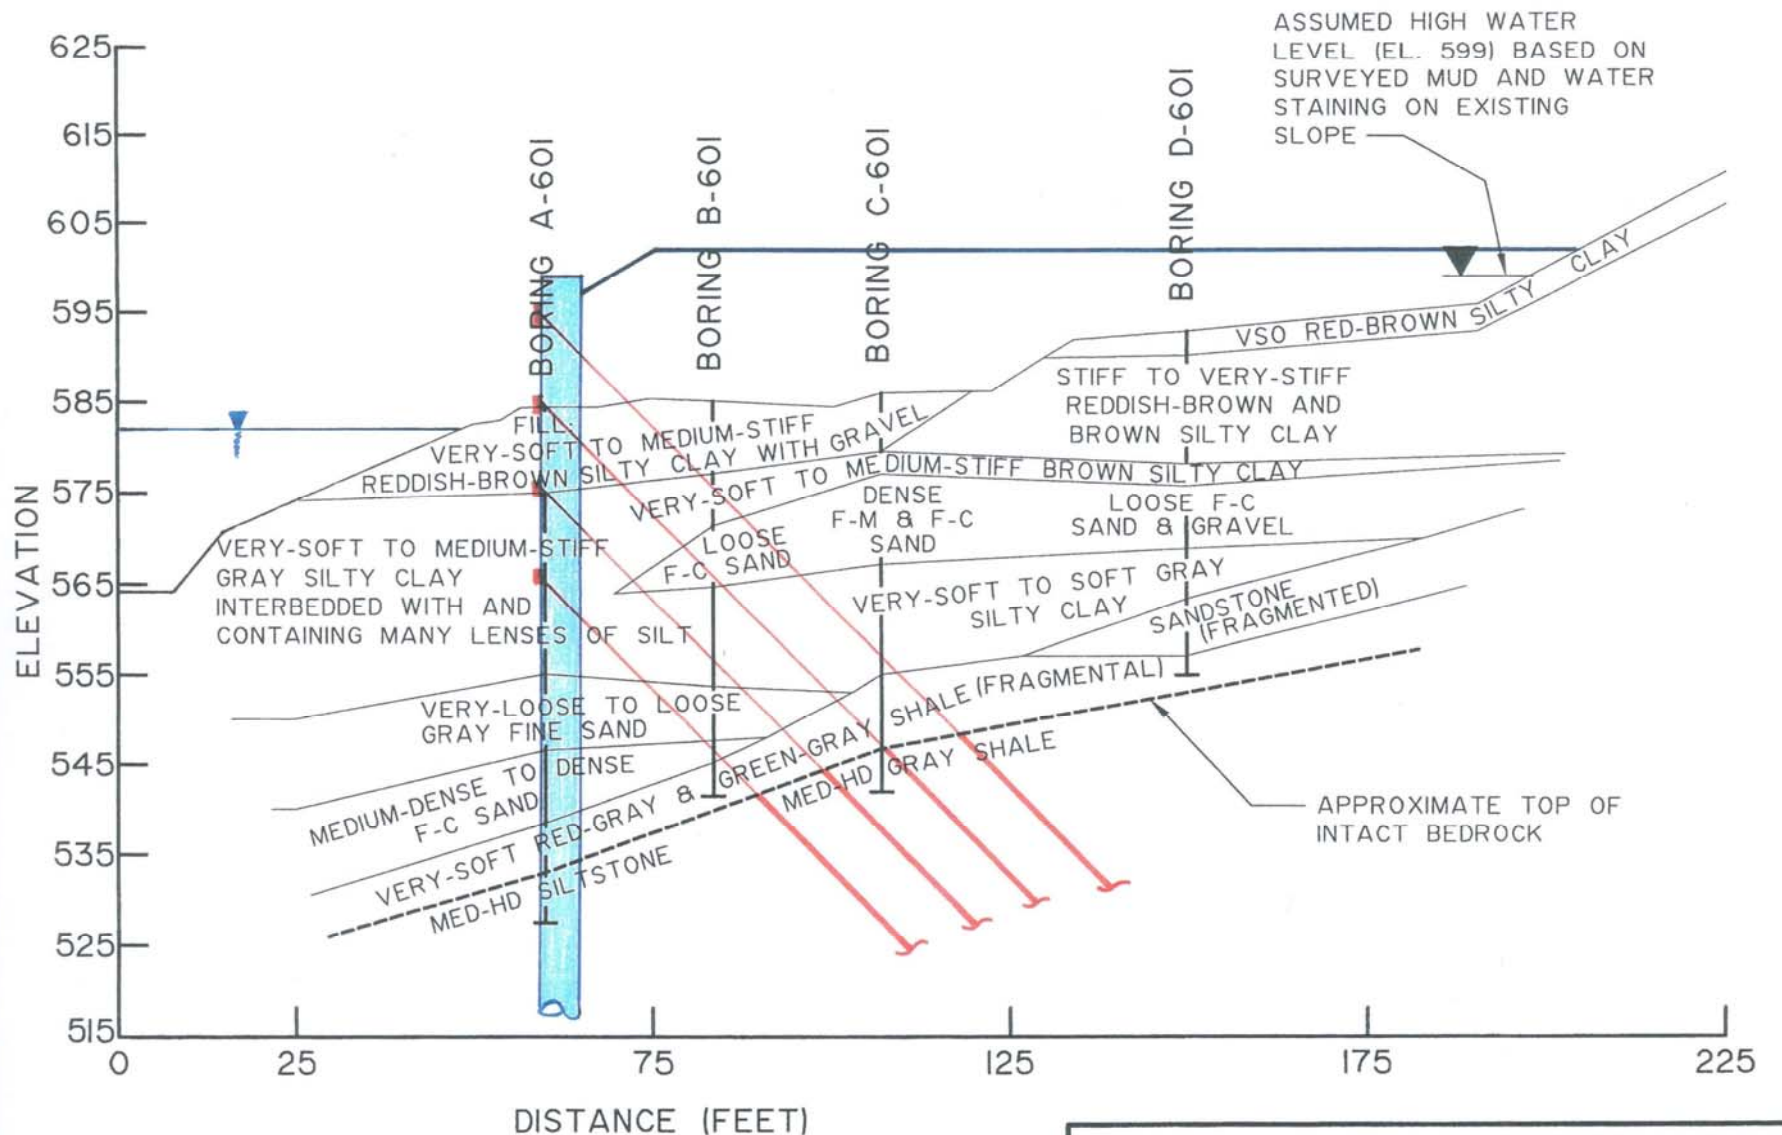 ASSUMED HIGH WATER
LEVEL (EL. 599) BASED ON
SURVEYED MUD AND WATER
STAINING ON EXISTING
SLOPE
625
615
605
595
585
575
565
555
545
535
525
515
ELEVATION
BORING A-601
BORING B-601
BORING C-601
BORING D-601
VSO RED-BROWN SILTY CLAY
STIFF TO VERY-STIFF
REDDISH-BROWN AND
BROWN SILTY CLAY
FILL:
VERY-SOFT TO MEDIUM-STIFF
REDDISH-BROWN SILTY CLAY WITH GRAVEL
VERY-SOFT TO MEDIUM-STIFF BROWN SILTY CLAY
DENSE
F-M & F-C
SAND
LOOSE F-C
SAND & GRAVEL
LOOSE
F-C SAND
VERY-SOFT TO MEDIUM-STIFF
GRAY SILTY CLAY
INTERBEDDED WITH AND
CONTAINING MANY LENSES OF SILT
VERY-SOFT TO SOFT GRAY
SILTY CLAY
SANDSTONE
(FRAGMENTED)
VERY-LOOSE TO LOOSE
GRAY FINE SAND
MEDIUM-DENSE TO DENSE
F-C SAND
VERY-SOFT RED-GRAY & GREEN-GRAY SHALE (FRAGMENTAL)
MED-HD GRAY SHALE
MED-HD SILTSTONE
APPROXIMATE TOP OF
INTACT BEDROCK
0 25 75 125 175 225
DISTANCE (FEET)